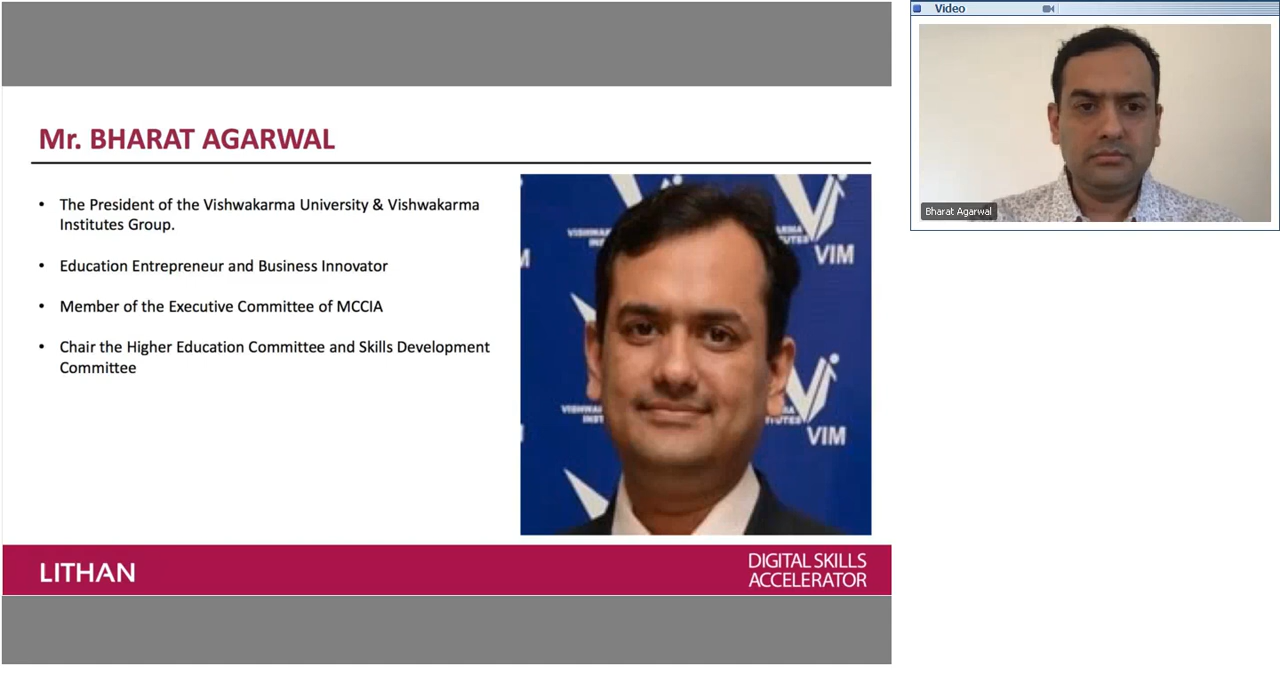 Mr. BHARAT AGARWAL
• The President of the Vishwakarma University & Vishwakarma
Institutes Group.
• Education Entrepreneur and Business Innovator
• Member of the Executive Committee of MCCIA
• Chair the Higher Education Committee and Skills Development
Committee
VIM
VIM
LITHAN
DIGITAL SKILLS
ACCELERATOR
Video
Bharat Agarwal